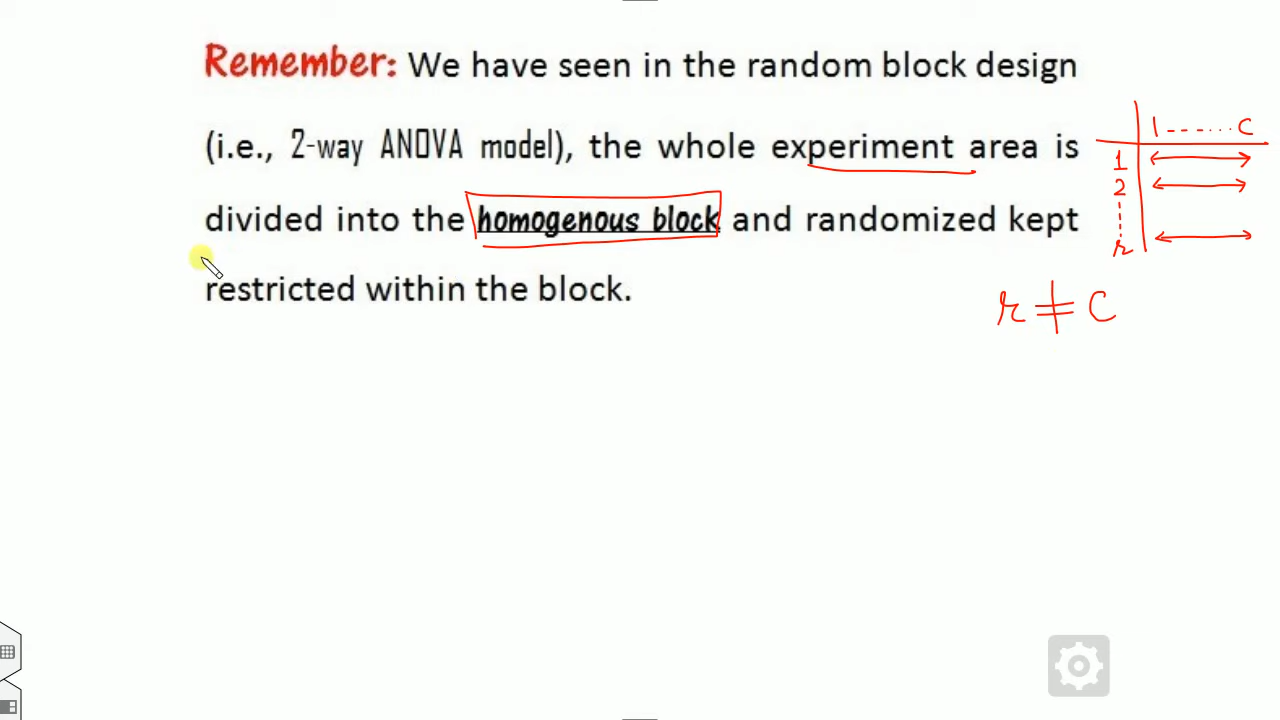 Remember: We have seen in the random block design
(i.e., 2-way ANOVA model), the whole experiment area is
divided into the homogenous block and randomized kept
restricted within the block.
1 ------- C
1
2
r
r ≠ C